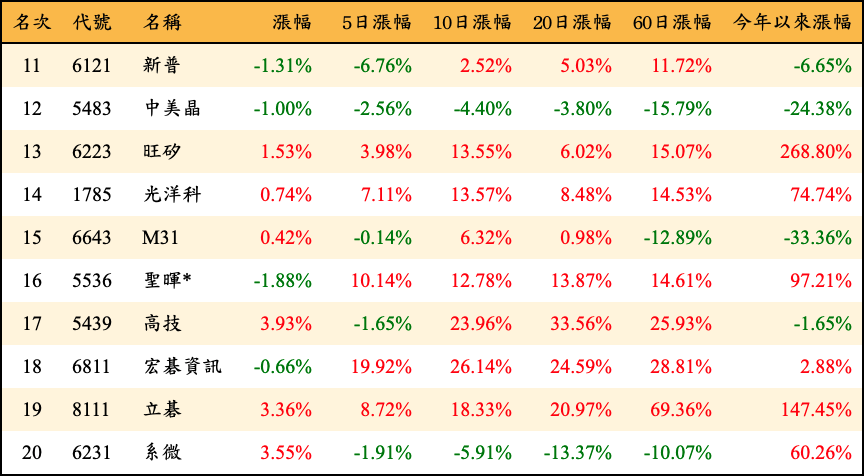 名次 代號 名稱 漲幅 5日漲幅 10日漲幅 20日漲幅 60日漲幅 今年以來漲幅
11 6121 新普 -1.31% -6.76% 2.52% 5.03% 11.72% -6.65%
12 5483 中美晶 -1.00% -2.56% -4.40% -3.80% -15.79% -24.38%
13 6223 旺矽 1.53% 3.98% 13.55% 6.02% 15.07% 268.80%
14 1785 光洋科 0.74% 7.11% 13.57% 8.48% 14.53% 74.74%
15 6643 M31 0.42% -0.14% 6.32% 0.98% -12.89% -33.36%
16 5536 聖暉* -1.88% 10.14% 12.78% 13.87% 14.61% 97.21%
17 5439 高技 3.93% -1.65% 23.96% 33.56% 25.93% -1.65%
18 6811 宏碁資訊 -0.66% 19.92% 26.14% 24.59% 28.81% 2.88%
19 8111 立碁 3.36% 8.72% 18.33% 20.97% 69.36% 147.45%
20 6231 系微 3.55% -1.91% -5.91% -13.37% -10.07% 60.26%